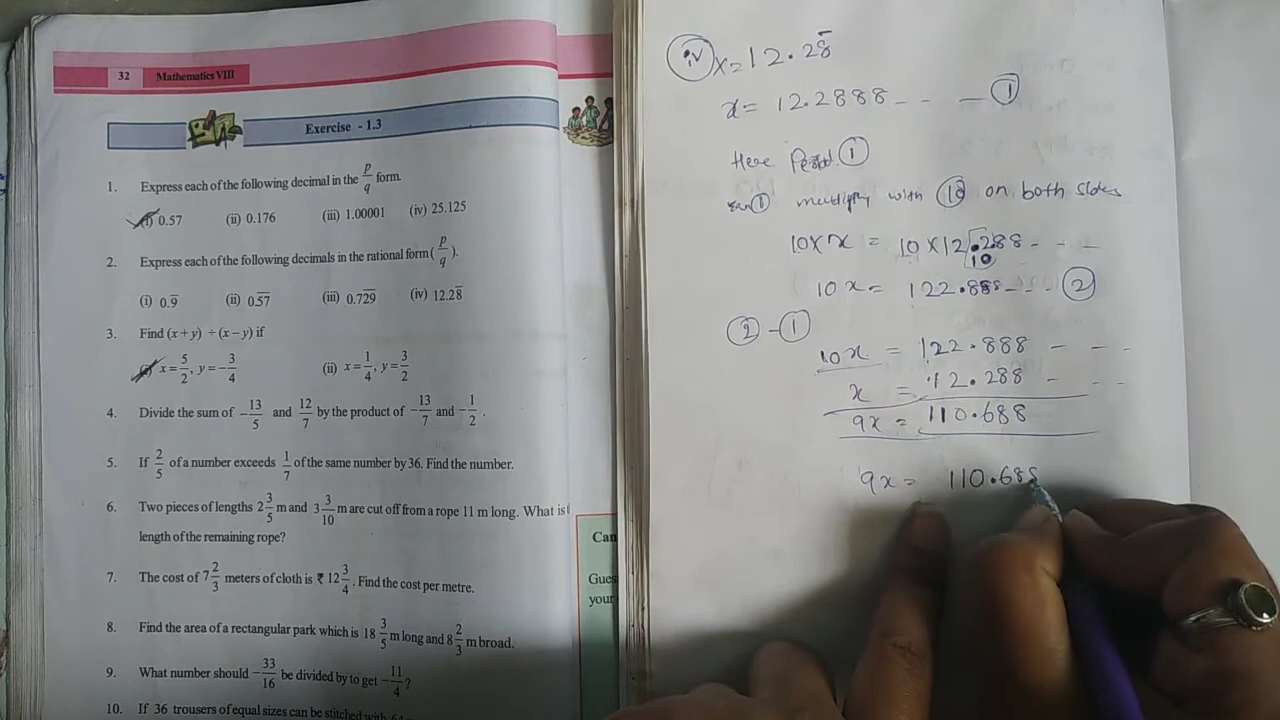 32 Mathematics VIII
Exercise - 1.3
1. Express each of the following decimal in the p/q form.
(i) 0.57 (ii) 0.176 (iii) 1.00001 (iv) 25.125
2. Express each of the following decimals in the rational form (p/q).
(i) 0.9̅ (ii) 0.5̅7̅ (iii) 0.72̅9̅ (iv) 12.28̅
3. Find (x + y) ÷ (x − y) if
(i) x = 5/2, y = −3/4 (ii) x = 1/4, y = 3/2
4. Divide the sum of −13/5 and 12/7 by the product of −13/7 and −1/2.
5. If 2/5 of a number exceeds 1/7 of the same number by 36. Find the number.
6. Two pieces of lengths 2 3/5 m and 3 3/10 m are cut off from a rope 11 m long. What is
length of the remaining rope?
7. The cost of 7 2/3 meters of cloth is ₹ 12 3/4. Find the cost per metre.
8. Find the area of a rectangular park which is 18 3/5 m long and 8 2/3 m broad.
9. What number should −33/16 be divided by to get −11/4?
10. If 36 trousers of equal sizes can be stitched with 64
Can
Gues
your
iv x = 12.28̅
x = 12.2888 - - — 1
Here Period 1
1 multiply with 10 on both sides
10 × x = 10 × 12.288 - - -
10
10x = 122.888 - - - 2
2 - 1
10x = 122.888 - - -
x = 12.288 - - -
9x = 110.688
9x = 110.688